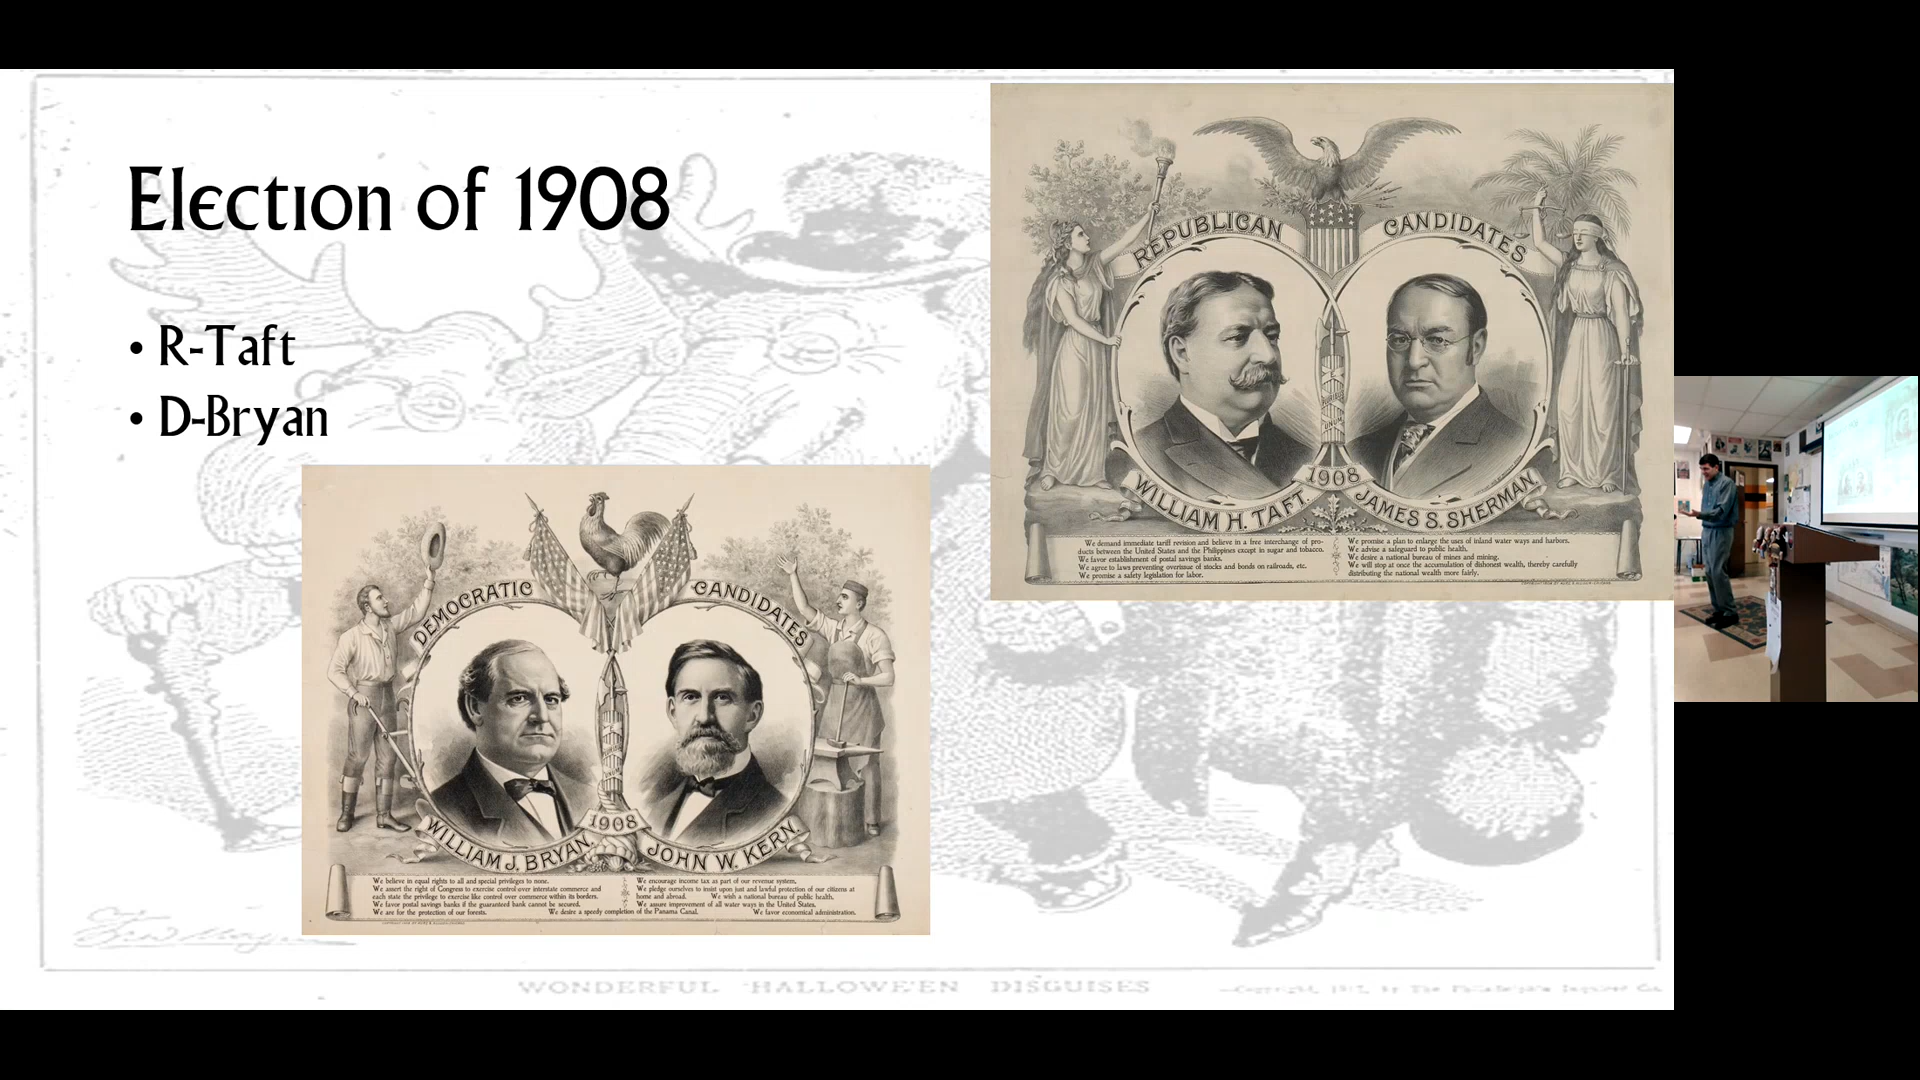 Election of 1908
• R-Taft
• D-Bryan
REPUBLICAN CANDIDATES
1908
WILLIAM H. TAFT. JAMES S. SHERMAN.
We demand immediate tariff revision and believe in a free interchange of pro-
ducts between the United States and the Philippines except in sugar and tobacco.
We favor establishment of postal savings banks.
We agree to laws preventing overissue of stocks and bonds on railroads, etc.
We promise a safety legislation for labor.
We promise a plan to enlarge the uses of inland water ways and harbors.
We advise a safeguard to public health.
We desire a national bureau of mines and mining.
We will stop at once the accumulation of dishonest wealth, thereby carefully
distributing the national wealth more fairly.
DEMOCRATIC CANDIDATES
1908
WILLIAM J. BRYAN. JOHN W. KERN.
We believe in equal rights to all and special privileges to none.
We assert the right of Congress to exercise control over interstate commerce and
each state the privilege to exercise like control over commerce within its borders.
We favor postal savings banks if the guaranteed bank cannot be secured.
We are for the protection of our forests. We desire a speedy completion of the Panama Canal. We favor economical administration.
We encourage income tax as part of our revenue system,
We pledge ourselves to insist upon just and lawful protection of our citizens at
home and abroad. We wish a national bureau of public health.
We assure improvement of all water ways in the United States,
WONDERFUL HALLOWE'EN DISGUISES